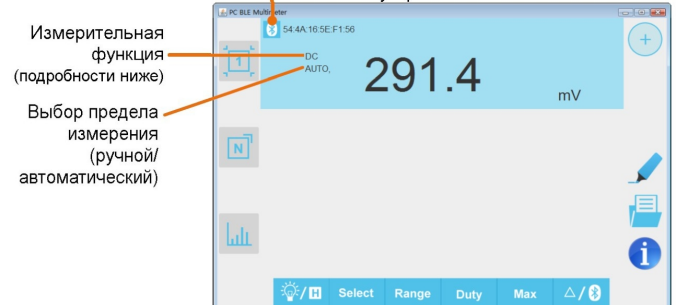 PC BLE Multimeter
54:4A:16:5E:F1:56
Измерительная
функция
(подробности ниже)
DC
AUTO,
291.4
mV
Выбор предела
измерения
(ручной/
автоматический)
1
N
i
H Select Range Duty Max △/